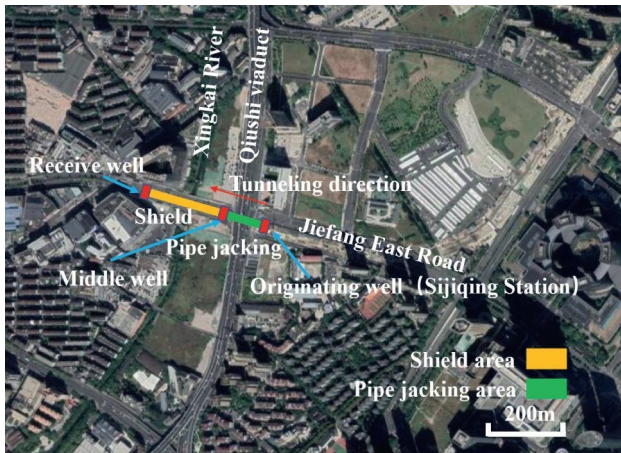 Xingkai River
Qiushi viaduct
Receive well
Tunneling direction
Shield
Jiefang East Road
Pipe jacking
Middle well
Originating well（Sijiqing Station）
Shield area
Pipe jacking area
200m